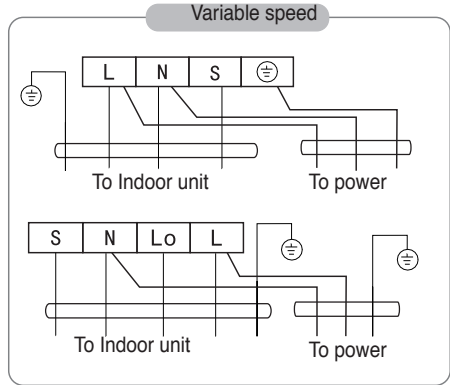 Variable speed
L N S
To Indoor unit To power
S N Lo L
To Indoor unit To power